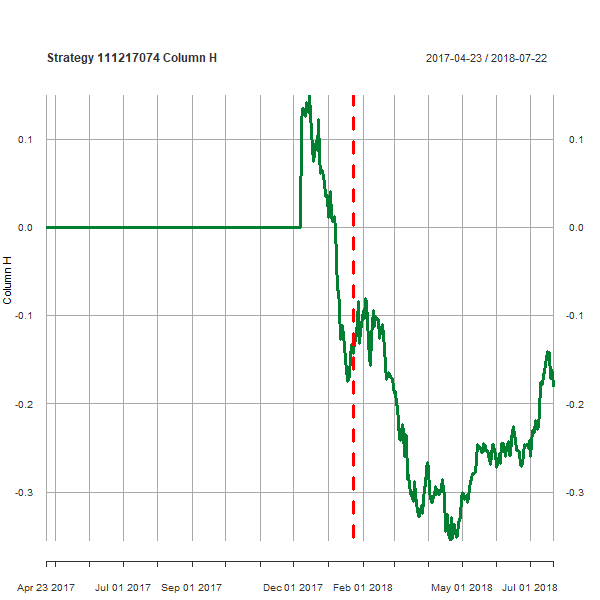 Strategy 111217074 Column H 2017-04-23 / 2018-07-22
0.1 0.1
0.0 0.0
-0.1 -0.1
-0.2 -0.2
-0.3 -0.3
Column H
Apr 23 2017 Jul 01 2017 Sep 01 2017 Dec 01 2017 Feb 01 2018 May 01 2018 Jul 01 2018